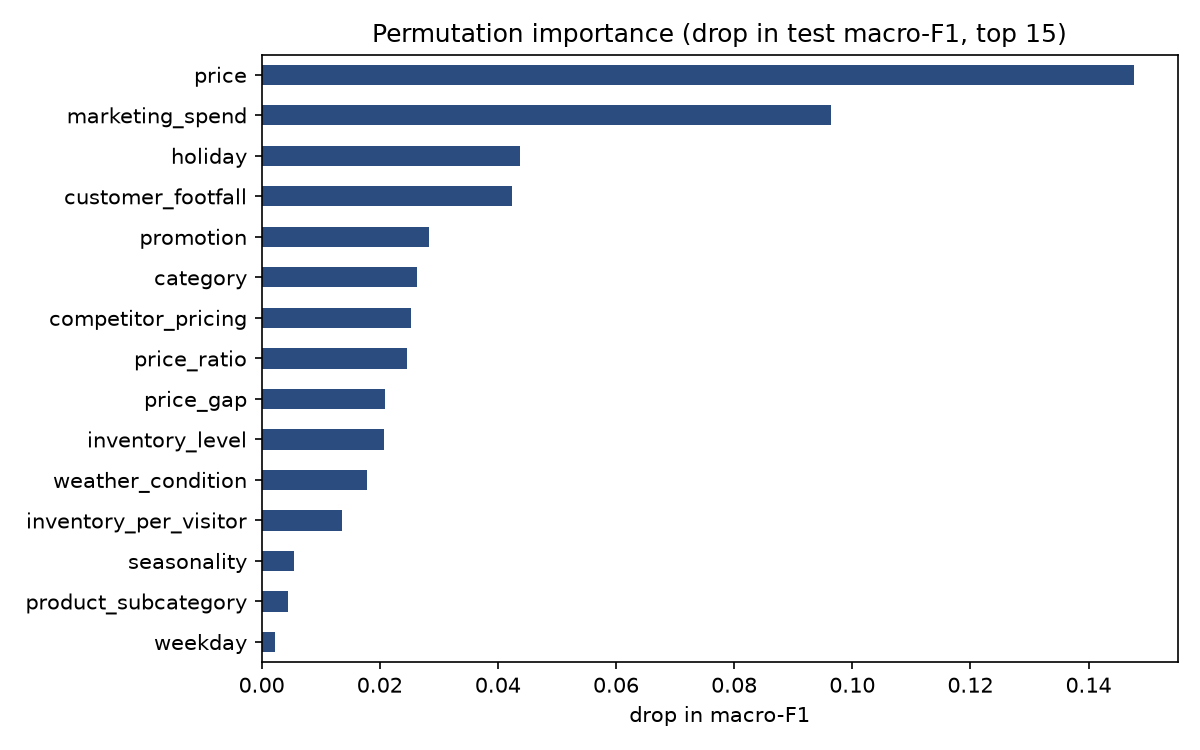 Permutation importance (drop in test macro-F1, top 15)
price
marketing_spend
holiday
customer_footfall
promotion
category
competitor_pricing
price_ratio
price_gap
inventory_level
weather_condition
inventory_per_visitor
seasonality
product_subcategory
weekday
0.00 0.02 0.04 0.06 0.08 0.10 0.12 0.14
drop in macro-F1